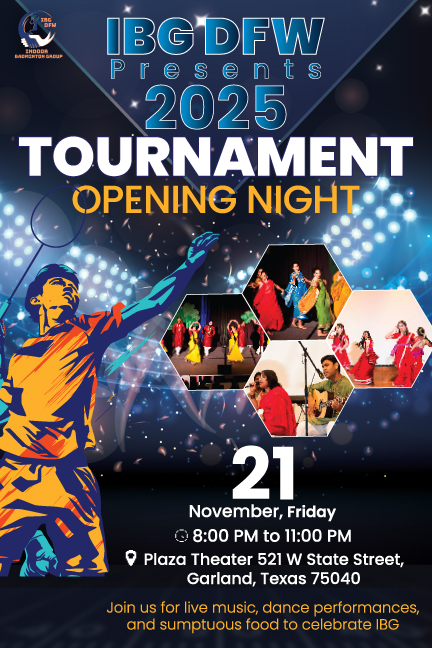 IBG
DFW
INDOOR
BADMINTON GROUP
IBG DFW
Presents
2025
TOURNAMENT
OPENING NIGHT
21
November, Friday
8:00 PM to 11:00 PM
Plaza Theater 521 W State Street,
Garland, Texas 75040
Join us for live music, dance performances,
and sumptuous food to celebrate IBG